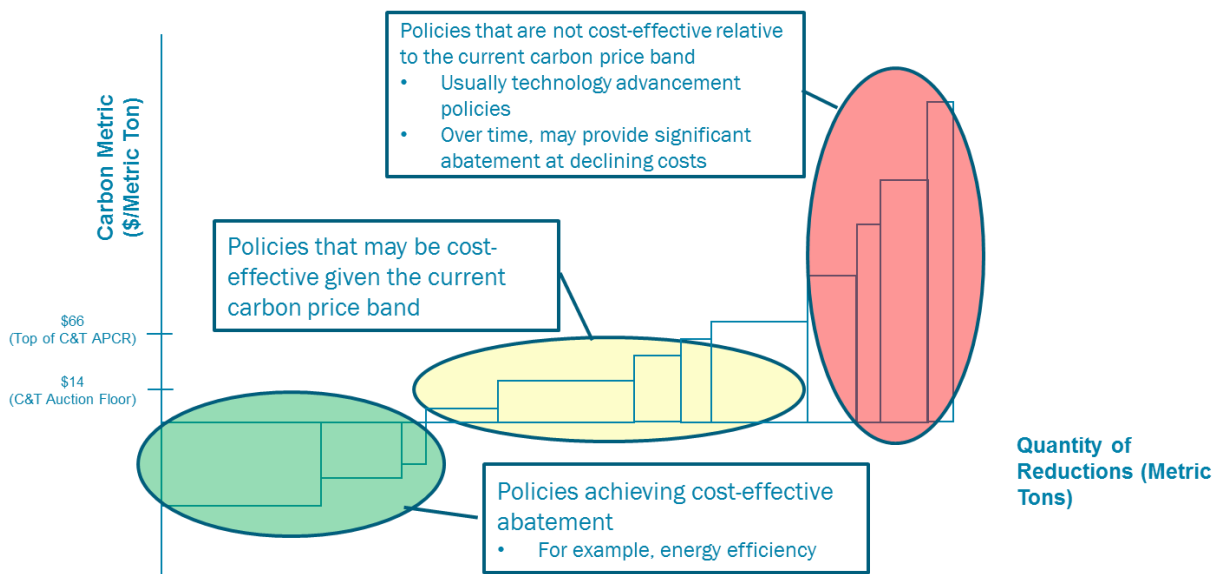 Policies that are not cost-effective relative
to the current carbon price band
• Usually technology advancement
policies
• Over time, may provide significant
abatement at declining costs
Carbon Metric
($/Metric Ton)
Policies that may be cost-
effective given the current
carbon price band
$66
(Top of C&T APCR)
$14
(C&T Auction Floor)
Quantity of
Reductions (Metric
Tons)
Policies achieving cost-effective
abatement
• For example, energy efficiency